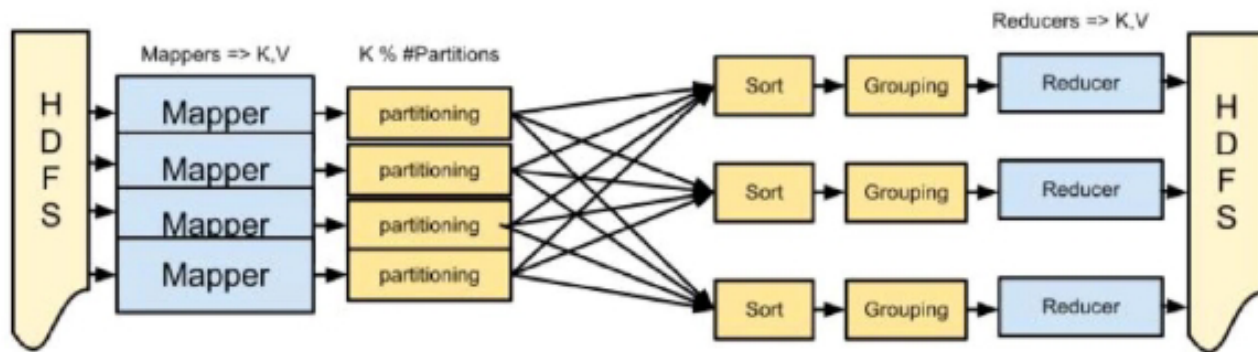 Mappers => K,V
K % #Partitions
Reducers => K,V
H
D
F
S
Mapper
Mapper
Mapper
Mapper
partitioning
partitioning
partitioning
partitioning
Sort
Grouping
Reducer
Sort
Grouping
Reducer
Sort
Grouping
Reducer
H
D
F
S